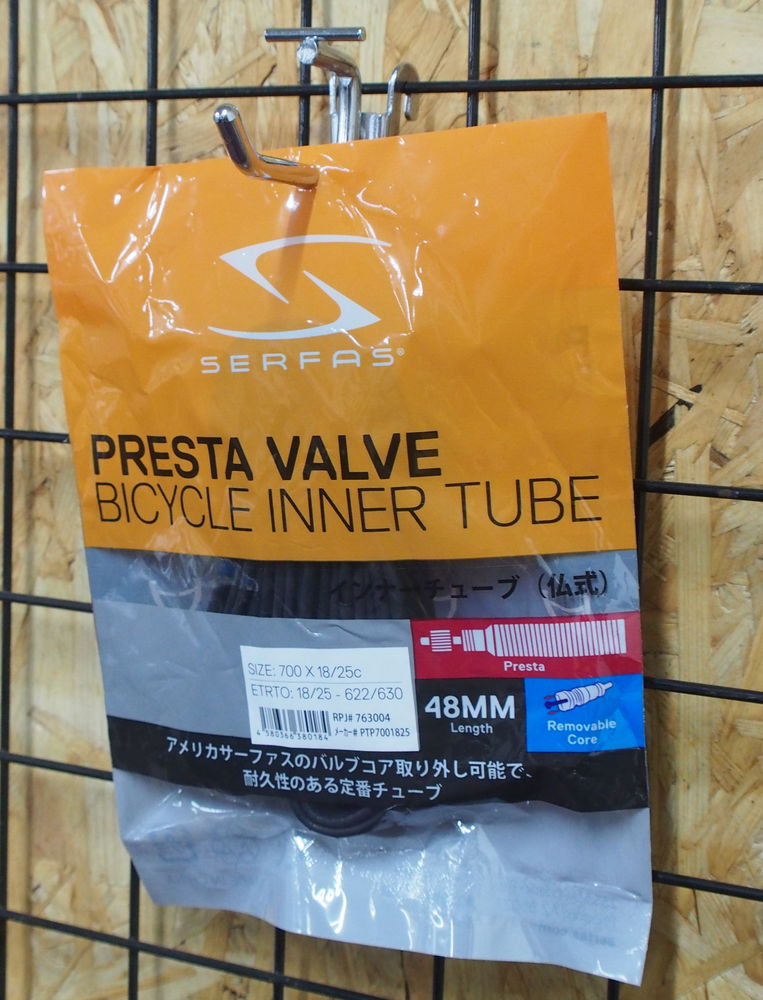 SERFAS®
PRESTA VALVE
BICYCLE INNER TUBE
インナーチューブ（仏式）
Presta
SIZE: 700 X 18/25c
ETRTO: 18/25 - 622/630
RPJ# 763004
4580366380184
メーカー# PTP7001825
48MM
Length
Removable
Core
アメリカサーファスのバルブコア取り外し可能で、
耐久性のある定番チューブ